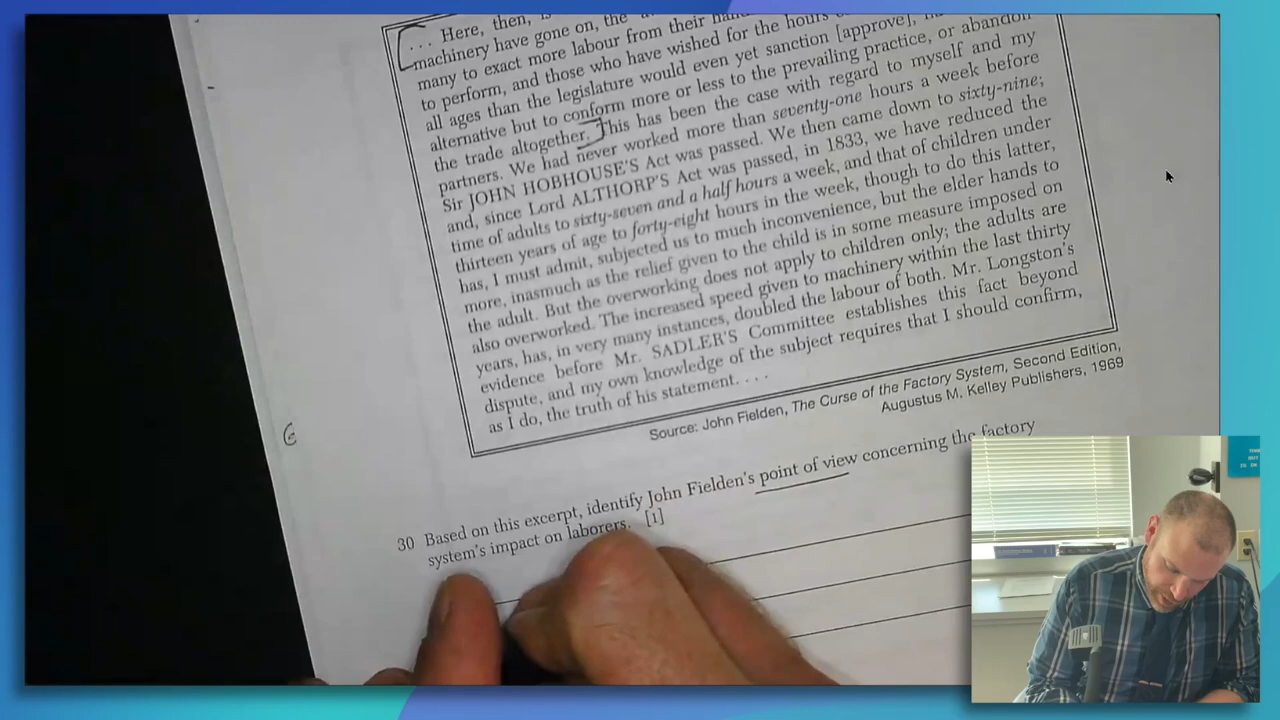 . . . Here, then, is
machinery have gone on, the
many to exact more labour from their
to perform, and those who have wished for the hours
all ages than the legislature would even yet sanction [approve],
alternative but to conform more or less to the prevailing practice, or abandon
the trade altogether. This has been the case with regard to myself and my
partners. We had never worked more than seventy-one hours a week before
Sir JOHN HOBHOUSE'S Act was passed. We then came down to sixty-nine;
and, since Lord ALTHORP'S Act was passed, in 1833, we have reduced the
time of adults to sixty-seven and a half hours a week, and that of children under
thirteen years of age to forty-eight hours in the week, though to do this latter,
has, I must admit, subjected us to much inconvenience, but the elder hands to
more, inasmuch as the relief given to the child is in some measure imposed on
the adult. But the overworking does not apply to children only; the adults are
also overworked. The increased speed given to machinery within the last thirty
years, has, in very many instances, doubled the labour of both. Mr. Longston's
evidence before Mr. SADLER'S Committee establishes this fact beyond
dispute, and my own knowledge of the subject requires that I should confirm,
as I do, the truth of his statement. . . .
Source: John Fielden, The Curse of the Factory System, Second Edition,
Augustus M. Kelley Publishers, 1969
30 Based on this excerpt, identify John Fielden's point of view concerning the factory
system's impact on laborers. [1]